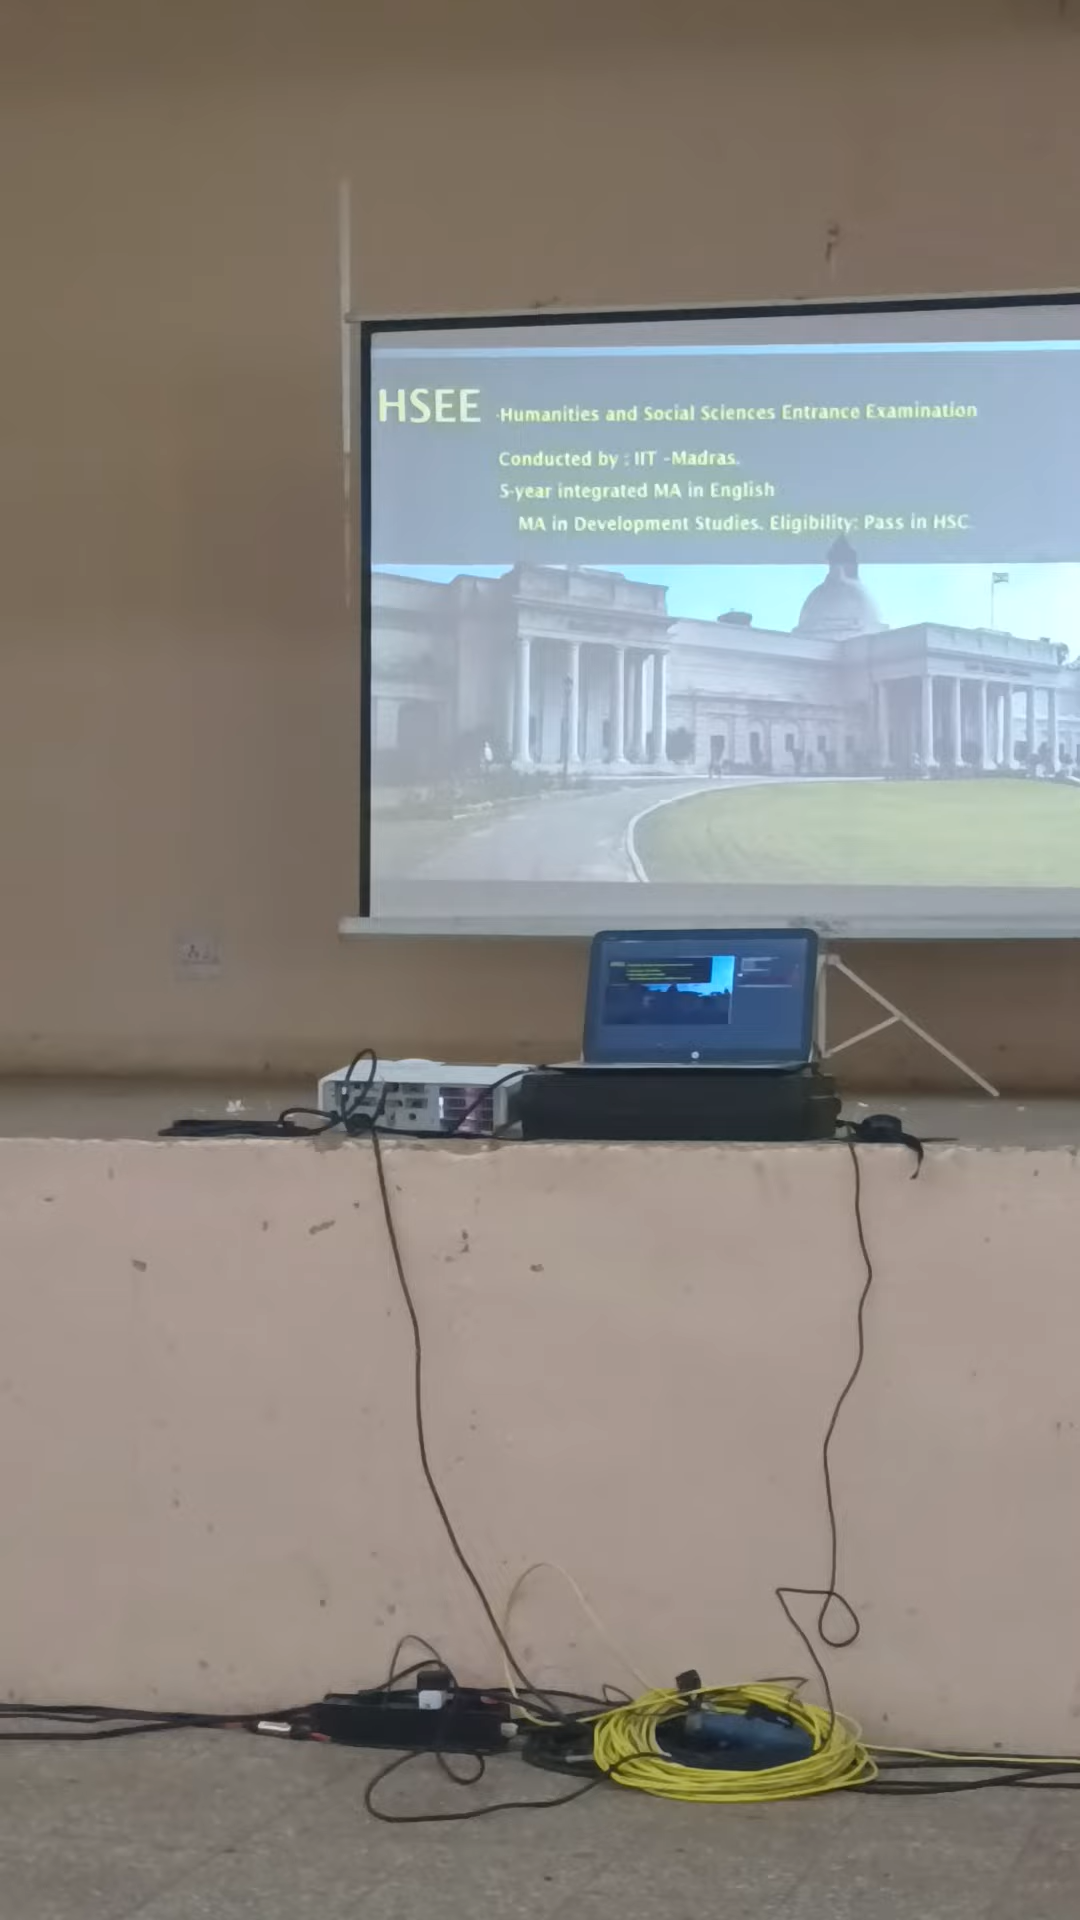 HSEE -Humanities and Social Sciences Entrance Examination
Conducted by : IIT -Madras.
5-year integrated MA in English
MA in Development Studies. Eligibility: Pass in HSC